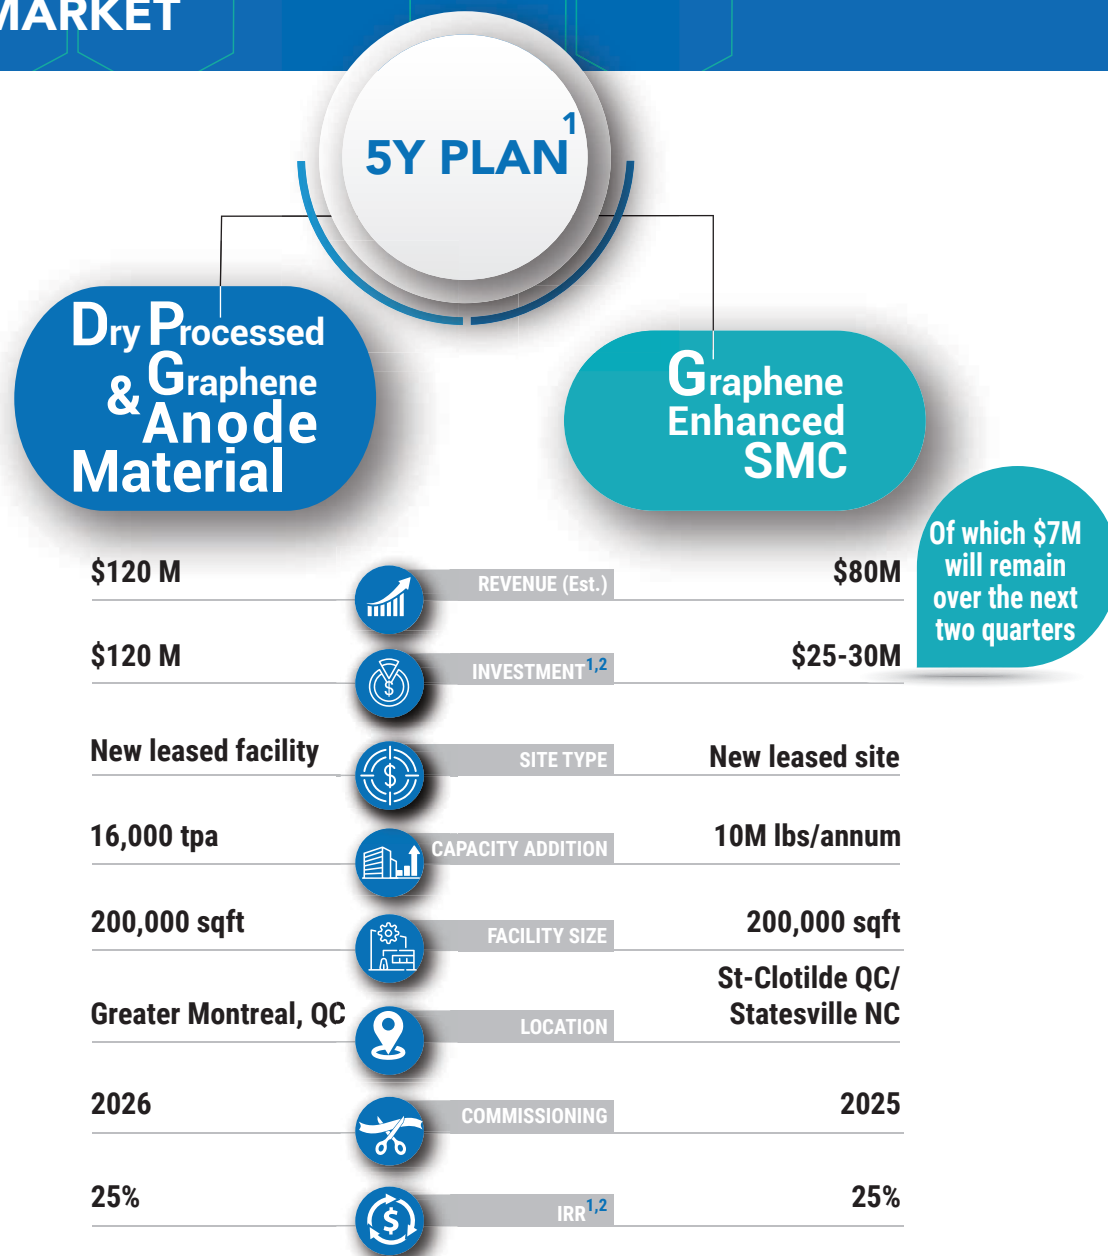 MARKET
5Y PLAN1
Dry Processed
& Graphene
Anode
Material
Graphene
Enhanced
SMC
Of which $7M
will remain
over the next
two quarters
$120 M
REVENUE (Est.)
$80M
$120 M
INVESTMENT1,2
$25-30M
New leased facility
SITE TYPE
New leased site
16,000 tpa
CAPACITY ADDITION
10M lbs/annum
200,000 sqft
FACILITY SIZE
200,000 sqft
Greater Montreal, QC
LOCATION
St-Clotilde QC/
Statesville NC
2026
COMMISSIONING
2025
25%
IRR1,2
25%